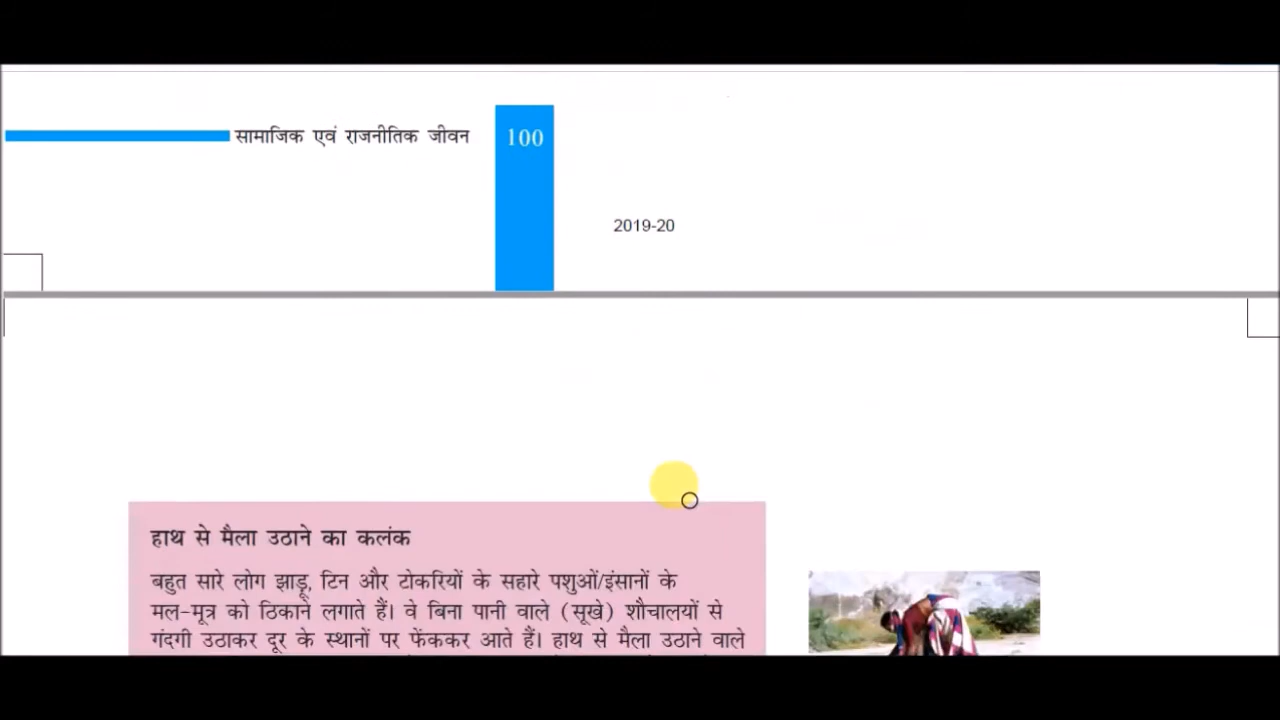 सामाजिक एवं राजनीतिक जीवन 100
2019-20
हाथ से मैला उठाने का कलंक
बहुत सारे लोग झाड़ू, टिन और टोकरियों के सहारे पशुओं/इंसानों के
मल-मूत्र को ठिकाने लगाते हैं। वे बिना पानी वाले (सूखे) शौचालयों से
गंदगी उठाकर दूर के स्थानों पर फेंककर आते हैं। हाथ से मैला उठाने वाले